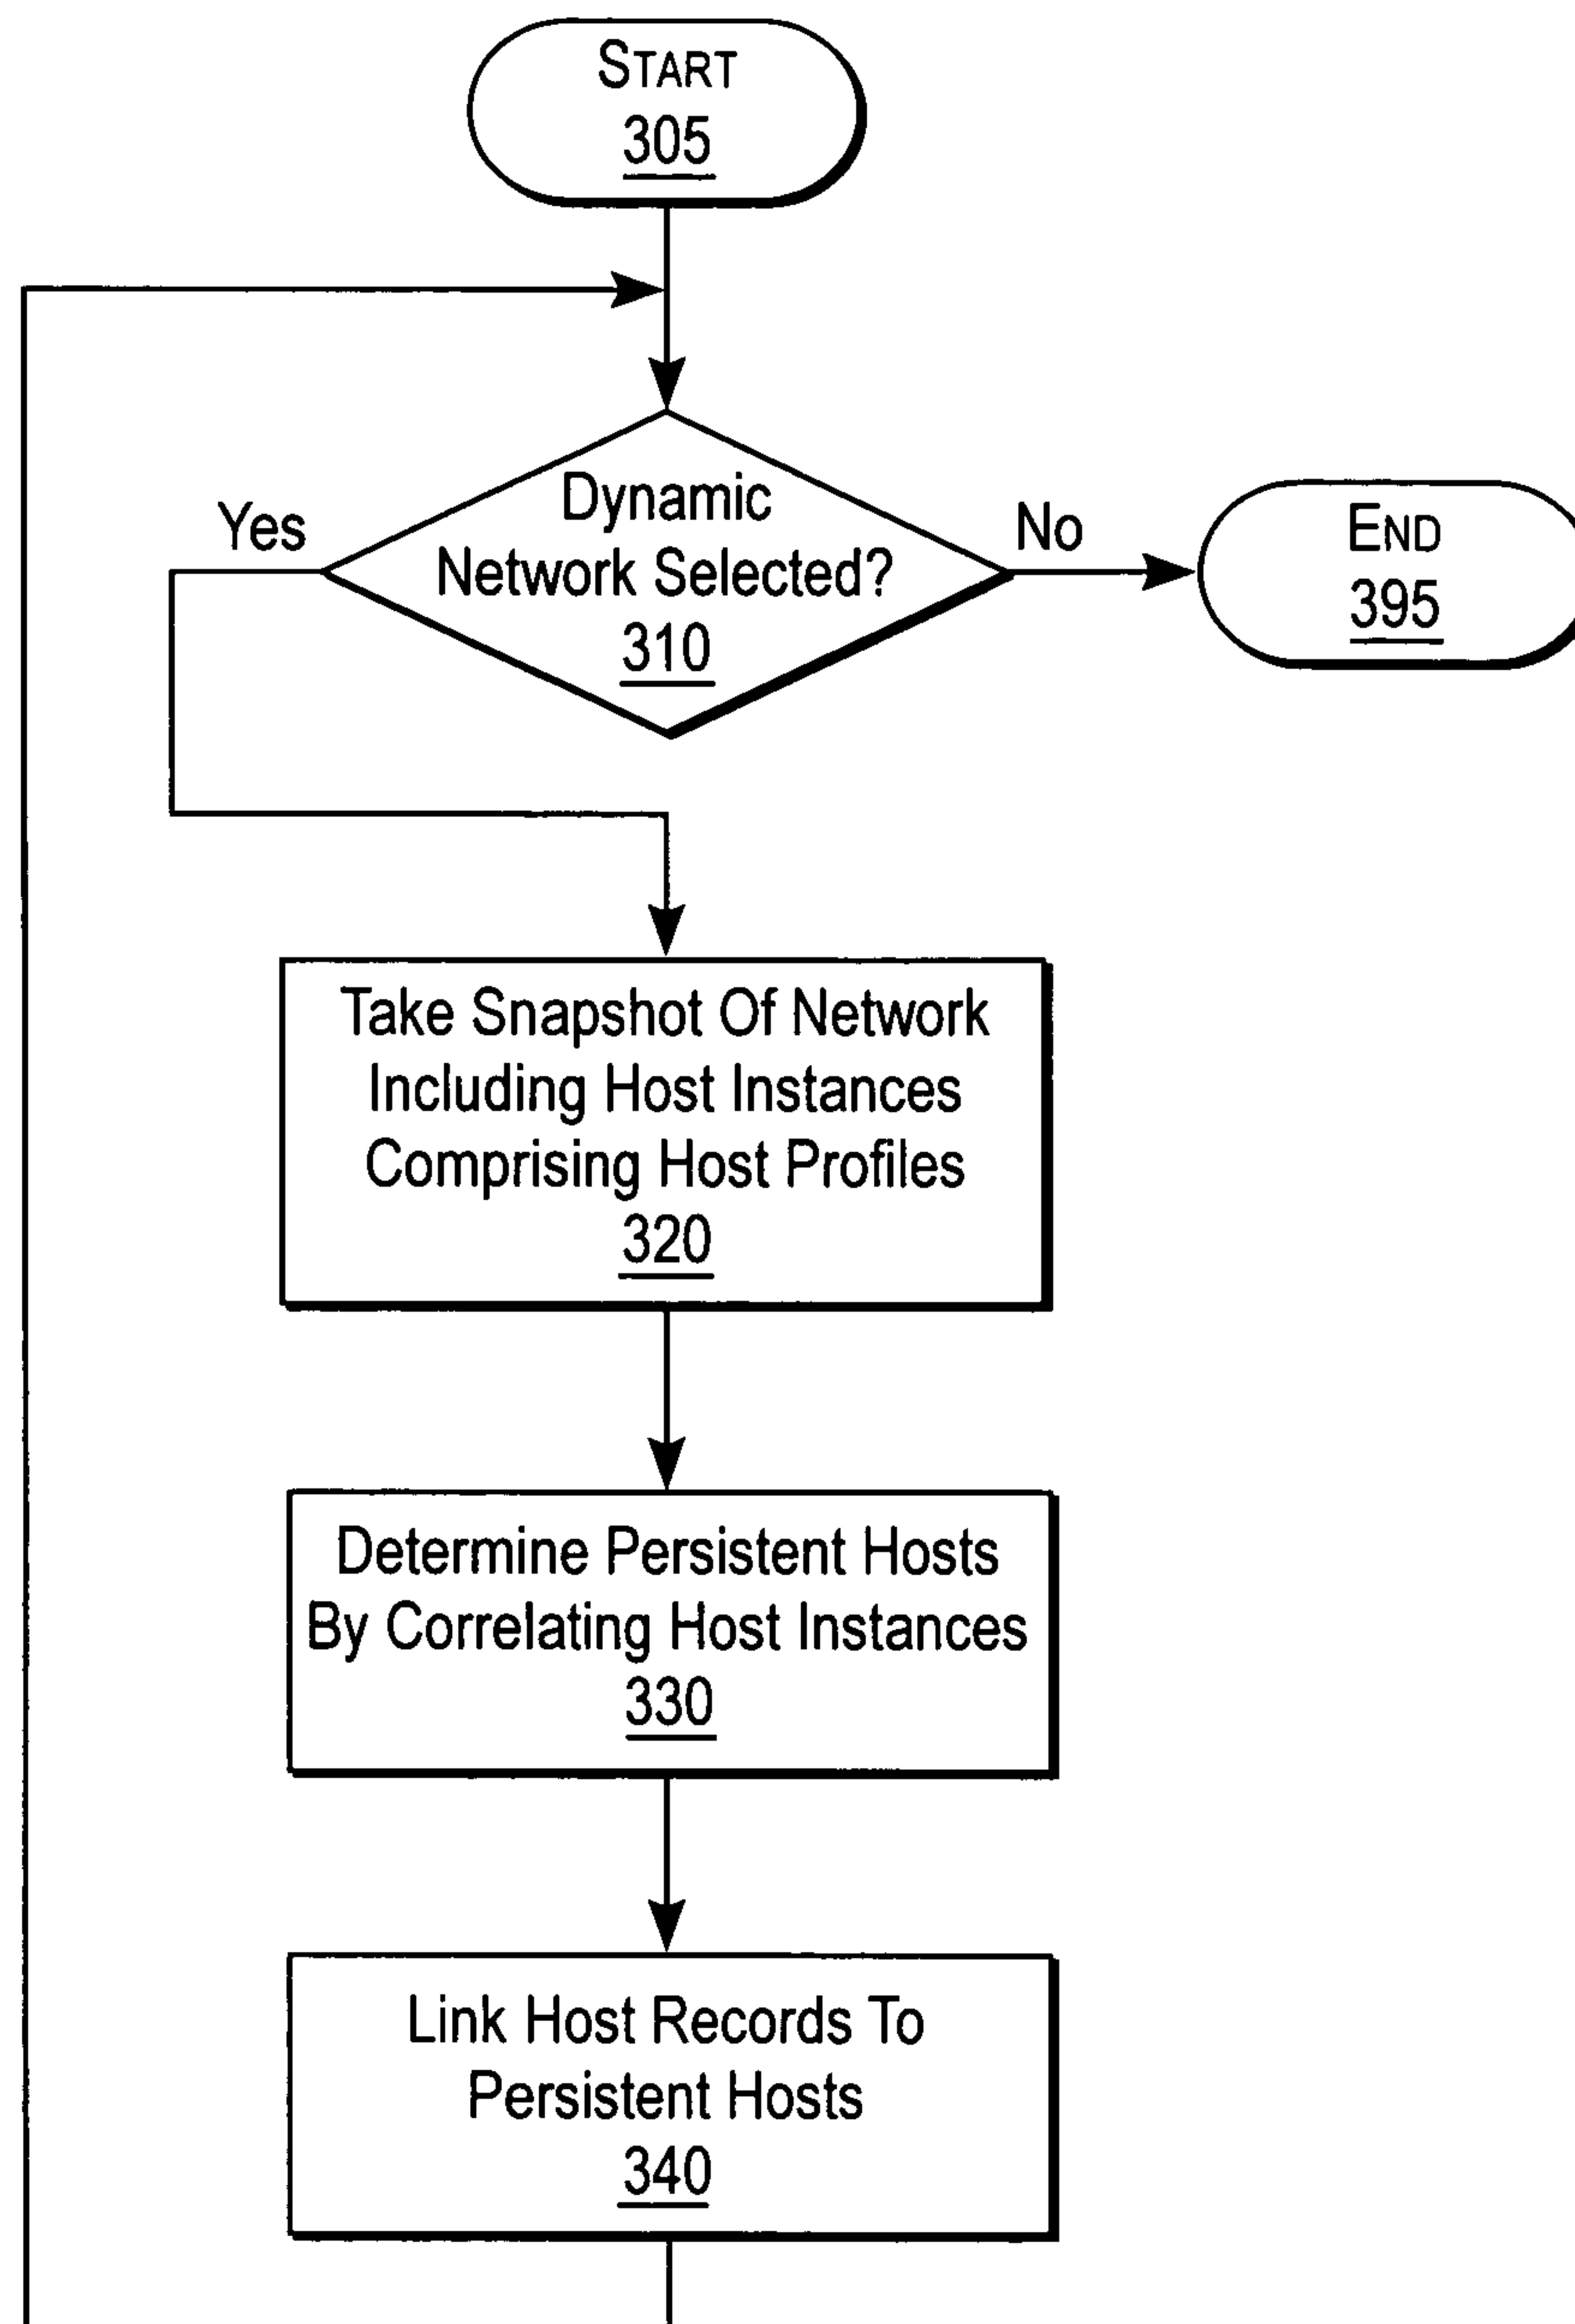 START
305
Dynamic
Network Selected?
310
Yes
No
END
395
Take Snapshot Of Network
Including Host Instances
Comprising Host Profiles
320
Determine Persistent Hosts
By Correlating Host Instances
330
Link Host Records To
Persistent Hosts
340